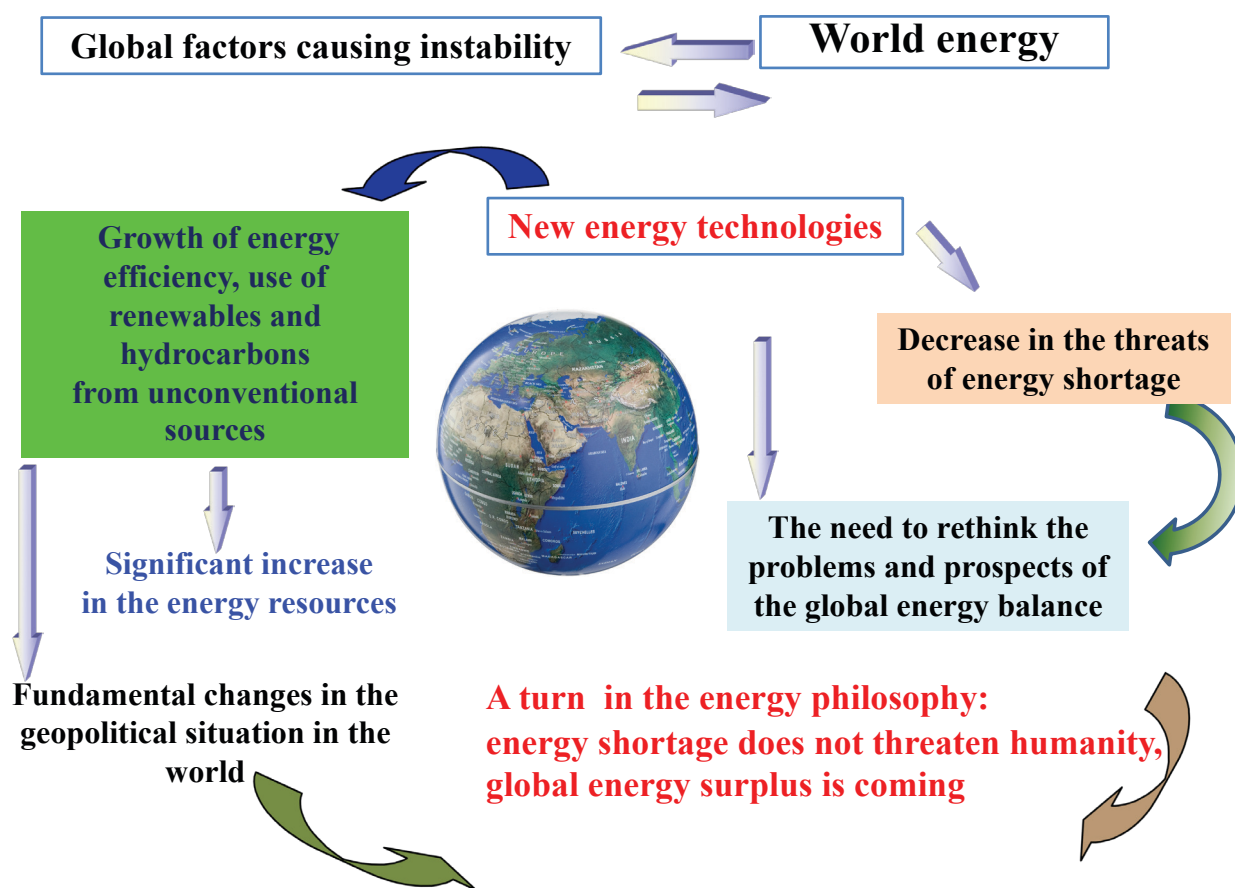 Global factors causing instability
World energy
New energy technologies
Growth of energy
efficiency, use of
renewables and
hydrocarbons
from unconventional
sources
Decrease in the threats
of energy shortage
INDIA
The need to rethink the
problems and prospects of
the global energy balance
Significant increase
in the energy resources
Fundamental changes in the
geopolitical situation in the
world
A turn in the energy philosophy:
energy shortage does not threaten humanity,
global energy surplus is coming